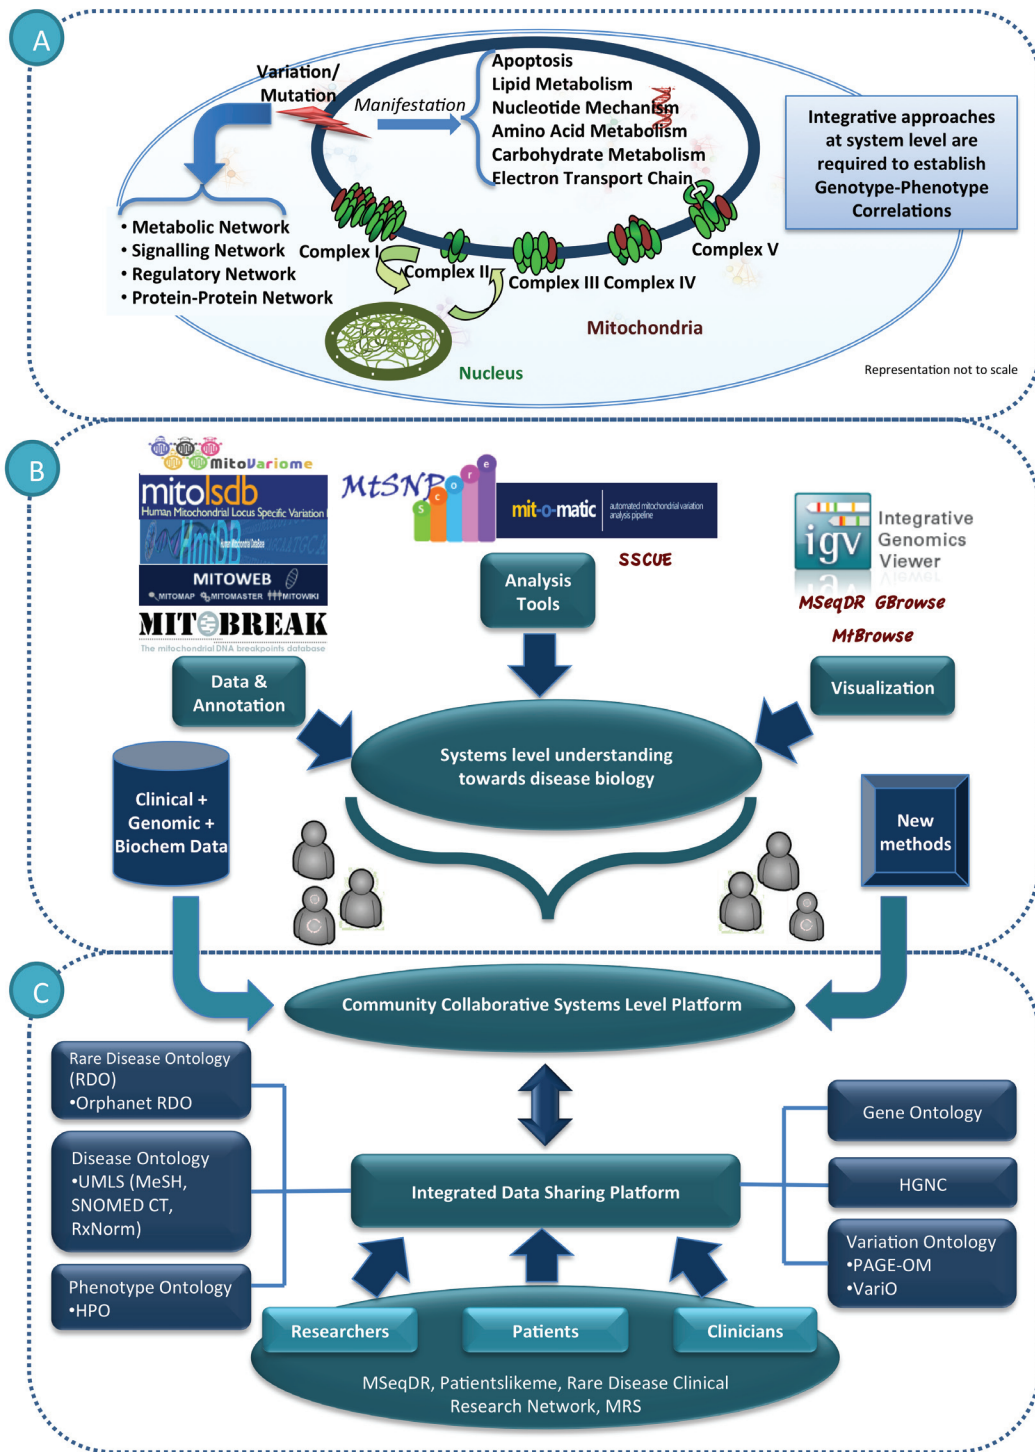 A
Variation/
Mutation
Manifestation
Apoptosis
Lipid Metabolism
Nucleotide Mechanism
Amino Acid Metabolism
Carbohydrate Metabolism
Electron Transport Chain
Integrative approaches
at system level are
required to establish
Genotype-Phenotype
Correlations
• Metabolic Network
• Signalling Network
• Regulatory Network
• Protein-Protein Network
Complex I
Complex II
Complex III
Complex IV
Complex V
Mitochondria
Nucleus
Representation not to scale
B
MitoVariome
mitolsdb
Human Mitochondrial Locus Specific Variation
HmtDB
Human Mitochondrial DataBase
MITOWEB
MITOMAP MITOMASTER MITOWIKI
MITOBREAK
The mitochondrial DNA breakpoints database
Data &
Annotation
MtSNP
Score
mit-o-matic
automated mitochondrial variation
analysis pipeline
SSCUE
Analysis
Tools
igv
Integrative
Genomics
Viewer
MSeqDR GBrowse
MtBrowse
Visualization
Systems level understanding
towards disease biology
Clinical +
Genomic +
Biochem Data
New
methods
C
Community Collaborative Systems Level Platform
Rare Disease Ontology
(RDO)
•Orphanet RDO
Disease Ontology
•UMLS (MeSH,
SNOMED CT,
RxNorm)
Phenotype Ontology
•HPO
Integrated Data Sharing Platform
Gene Ontology
HGNC
Variation Ontology
•PAGE-OM
•VariO
Researchers
Patients
Clinicians
MSeqDR, Patientslikeme, Rare Disease Clinical
Research Network, MRS